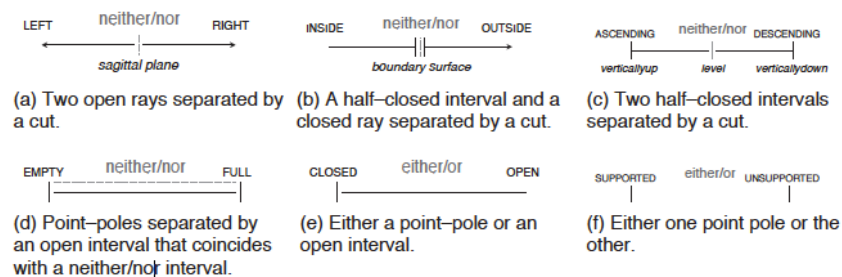 LEFT neither/nor RIGHT
sagittal plane
(a) Two open rays separated by
a cut.
INSIDE neither/nor OUTSIDE
boundary surface
(b) A half–closed interval and a
closed ray separated by a cut.
ASCENDING neither/nor DESCENDING
verticallyup level verticallydown
(c) Two half–closed intervals
separated by a cut.
EMPTY neither/nor FULL
(d) Point–poles separated by
an open interval that coincides
with a neither/nor interval.
CLOSED either/or OPEN
(e) Either a point–pole or an
open interval.
SUPPORTED either/or UNSUPPORTED
(f) Either one point pole or the
other.